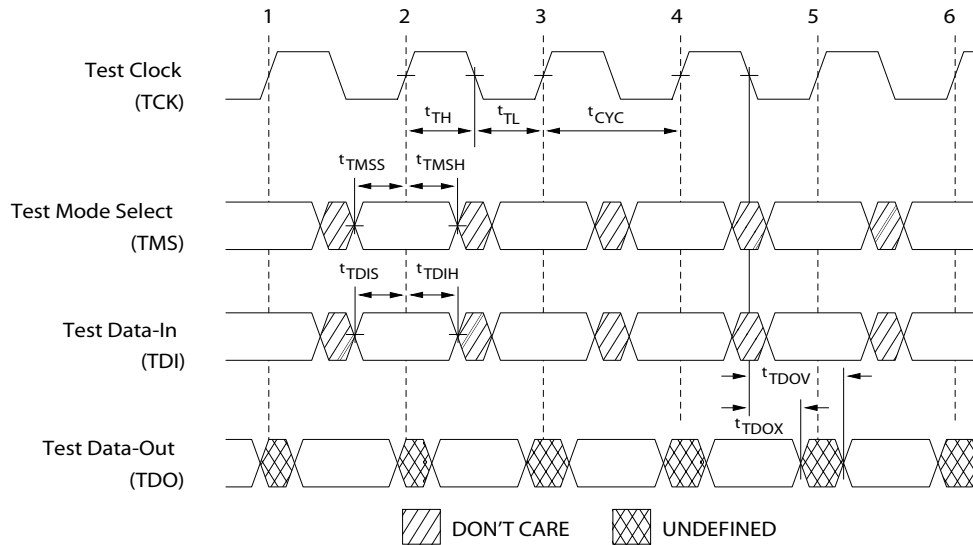 1 2 3 4 5 6
Test Clock
(TCK)
tTH tTL tCYC
tTMSS tTMSH
Test Mode Select
(TMS)
tTDIS tTDIH
Test Data-In
(TDI)
tTDOV
tTDOX
Test Data-Out
(TDO)
DON'T CARE UNDEFINED